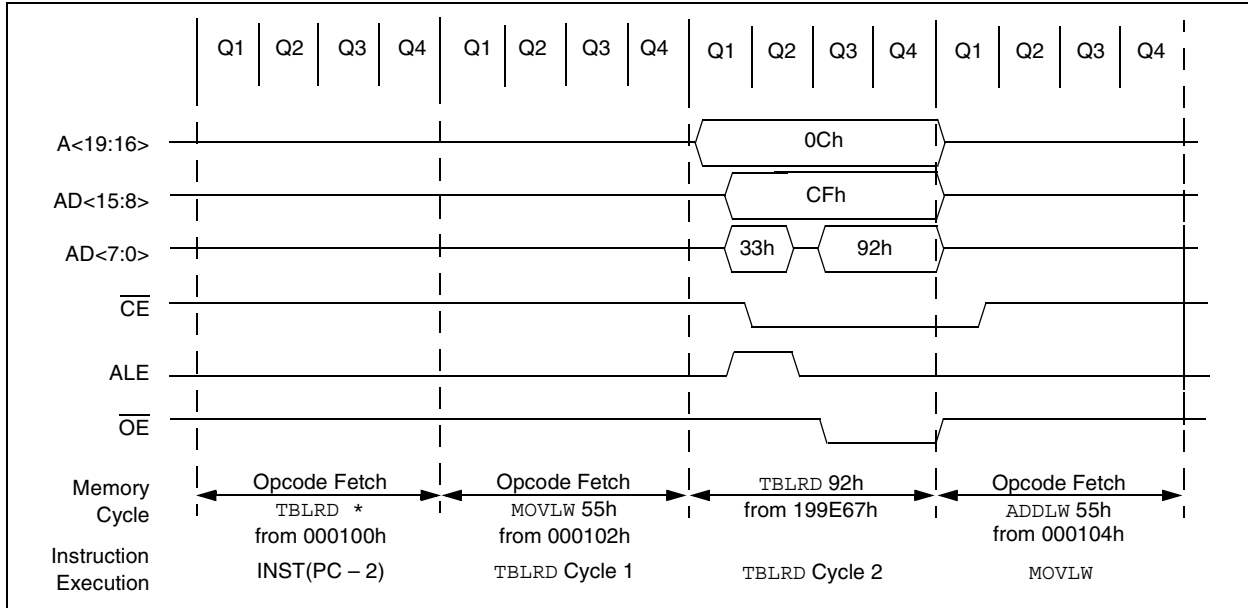 Q1 Q2 Q3 Q4 Q1 Q2 Q3 Q4 Q1 Q2 Q3 Q4 Q1 Q2 Q3 Q4
A<19:16>
0Ch
AD<15:8>
CFh
AD<7:0>
33h
92h
CE
ALE
OE
Memory
Cycle
Opcode Fetch
TBLRD *
from 000100h
Opcode Fetch
MOVLW 55h
from 000102h
TBLRD 92h
from 199E67h
Opcode Fetch
ADDLW 55h
from 000104h
Instruction
Execution
INST(PC – 2)
TBLRD Cycle 1
TBLRD Cycle 2
MOVLW